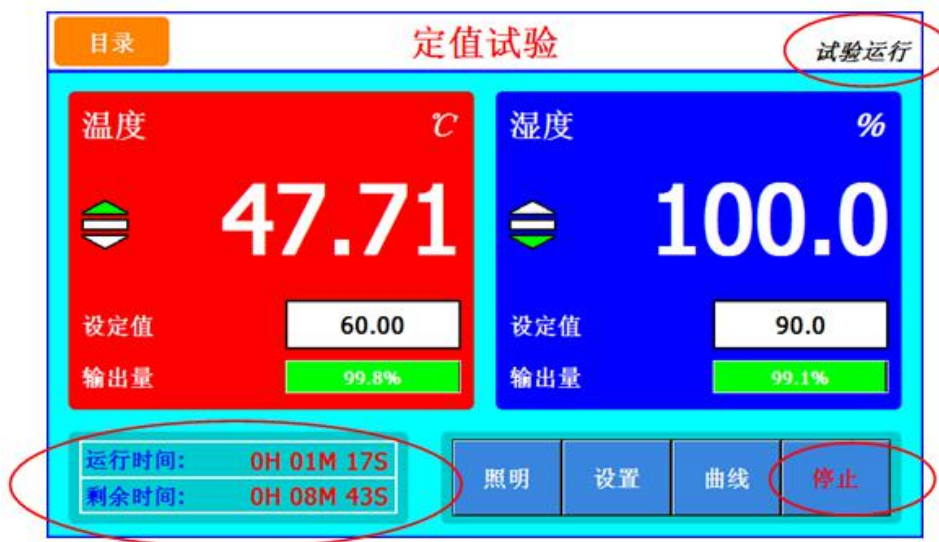 目录
定值试验
试验运行
温度
℃
47.71
设定值
60.00
输出量
99.8%
湿度
%
100.0
设定值
90.0
输出量
99.1%
运行时间: 0H 01M 17S
剩余时间: 0H 08M 43S
照明
设置
曲线
停止